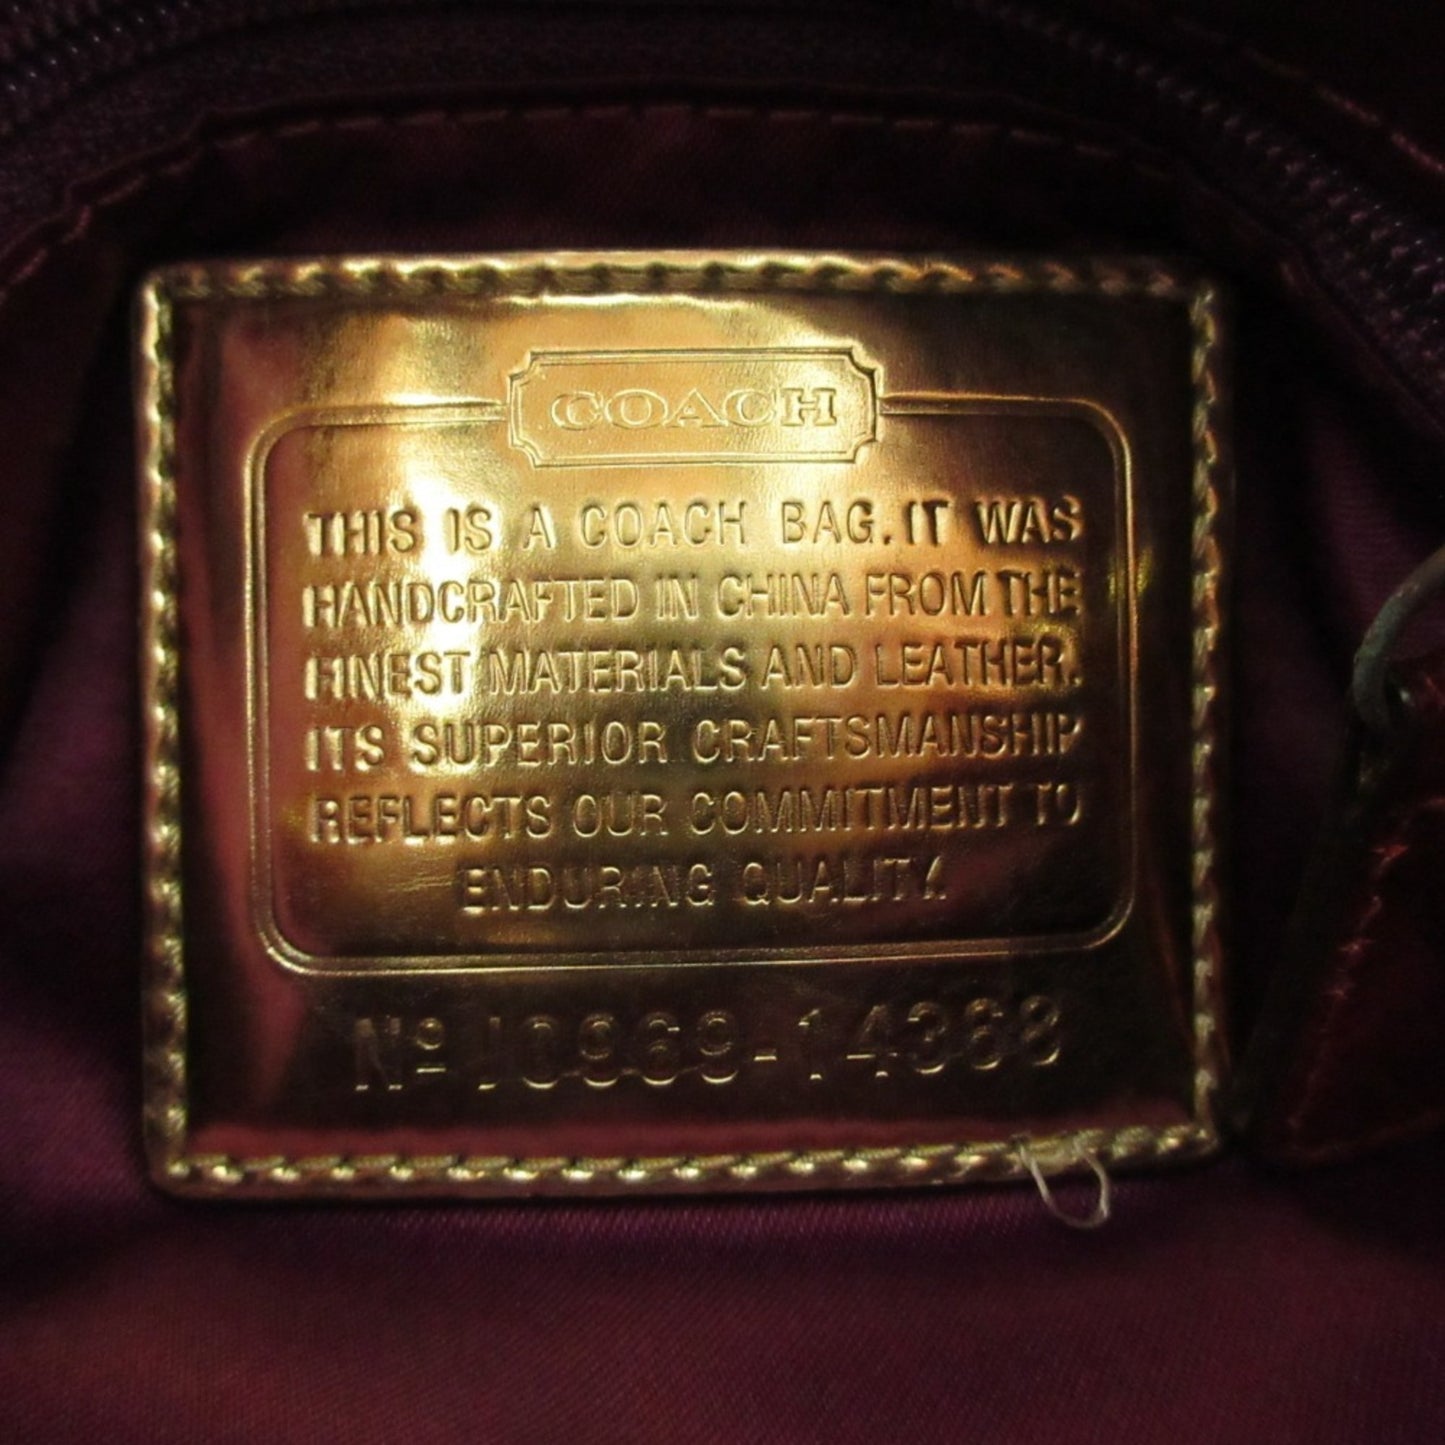 COACH
THIS IS A COACH BAG. IT WAS
HANDCRAFTED IN CHINA FROM THE
FINEST MATERIALS AND LEATHER.
ITS SUPERIOR CRAFTSMANSHIP
REFLECTS OUR COMMITMENT TO
ENDURING QUALITY.
Nº J0969-14368